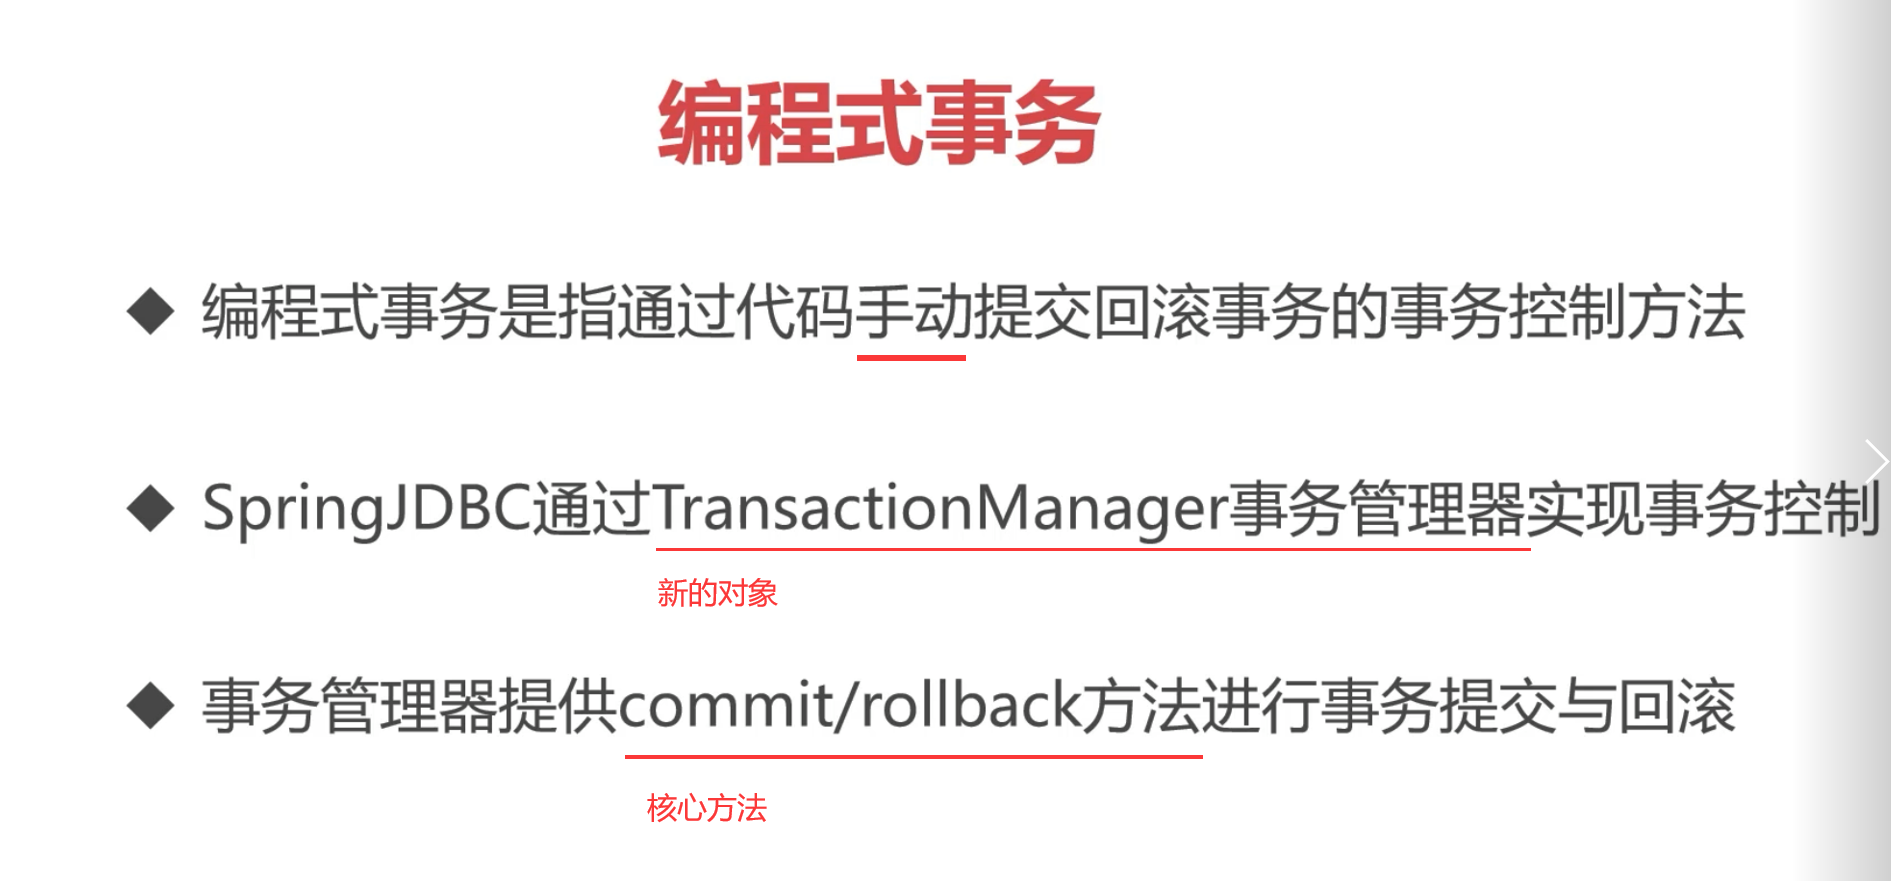 编程式事务
◆ 编程式事务是指通过代码手动提交回滚事务的事务控制方法
◆ SpringJDBC通过TransactionManager事务管理器实现事务控制
新的对象
◆ 事务管理器提供commit/rollback方法进行事务提交与回滚
核心方法